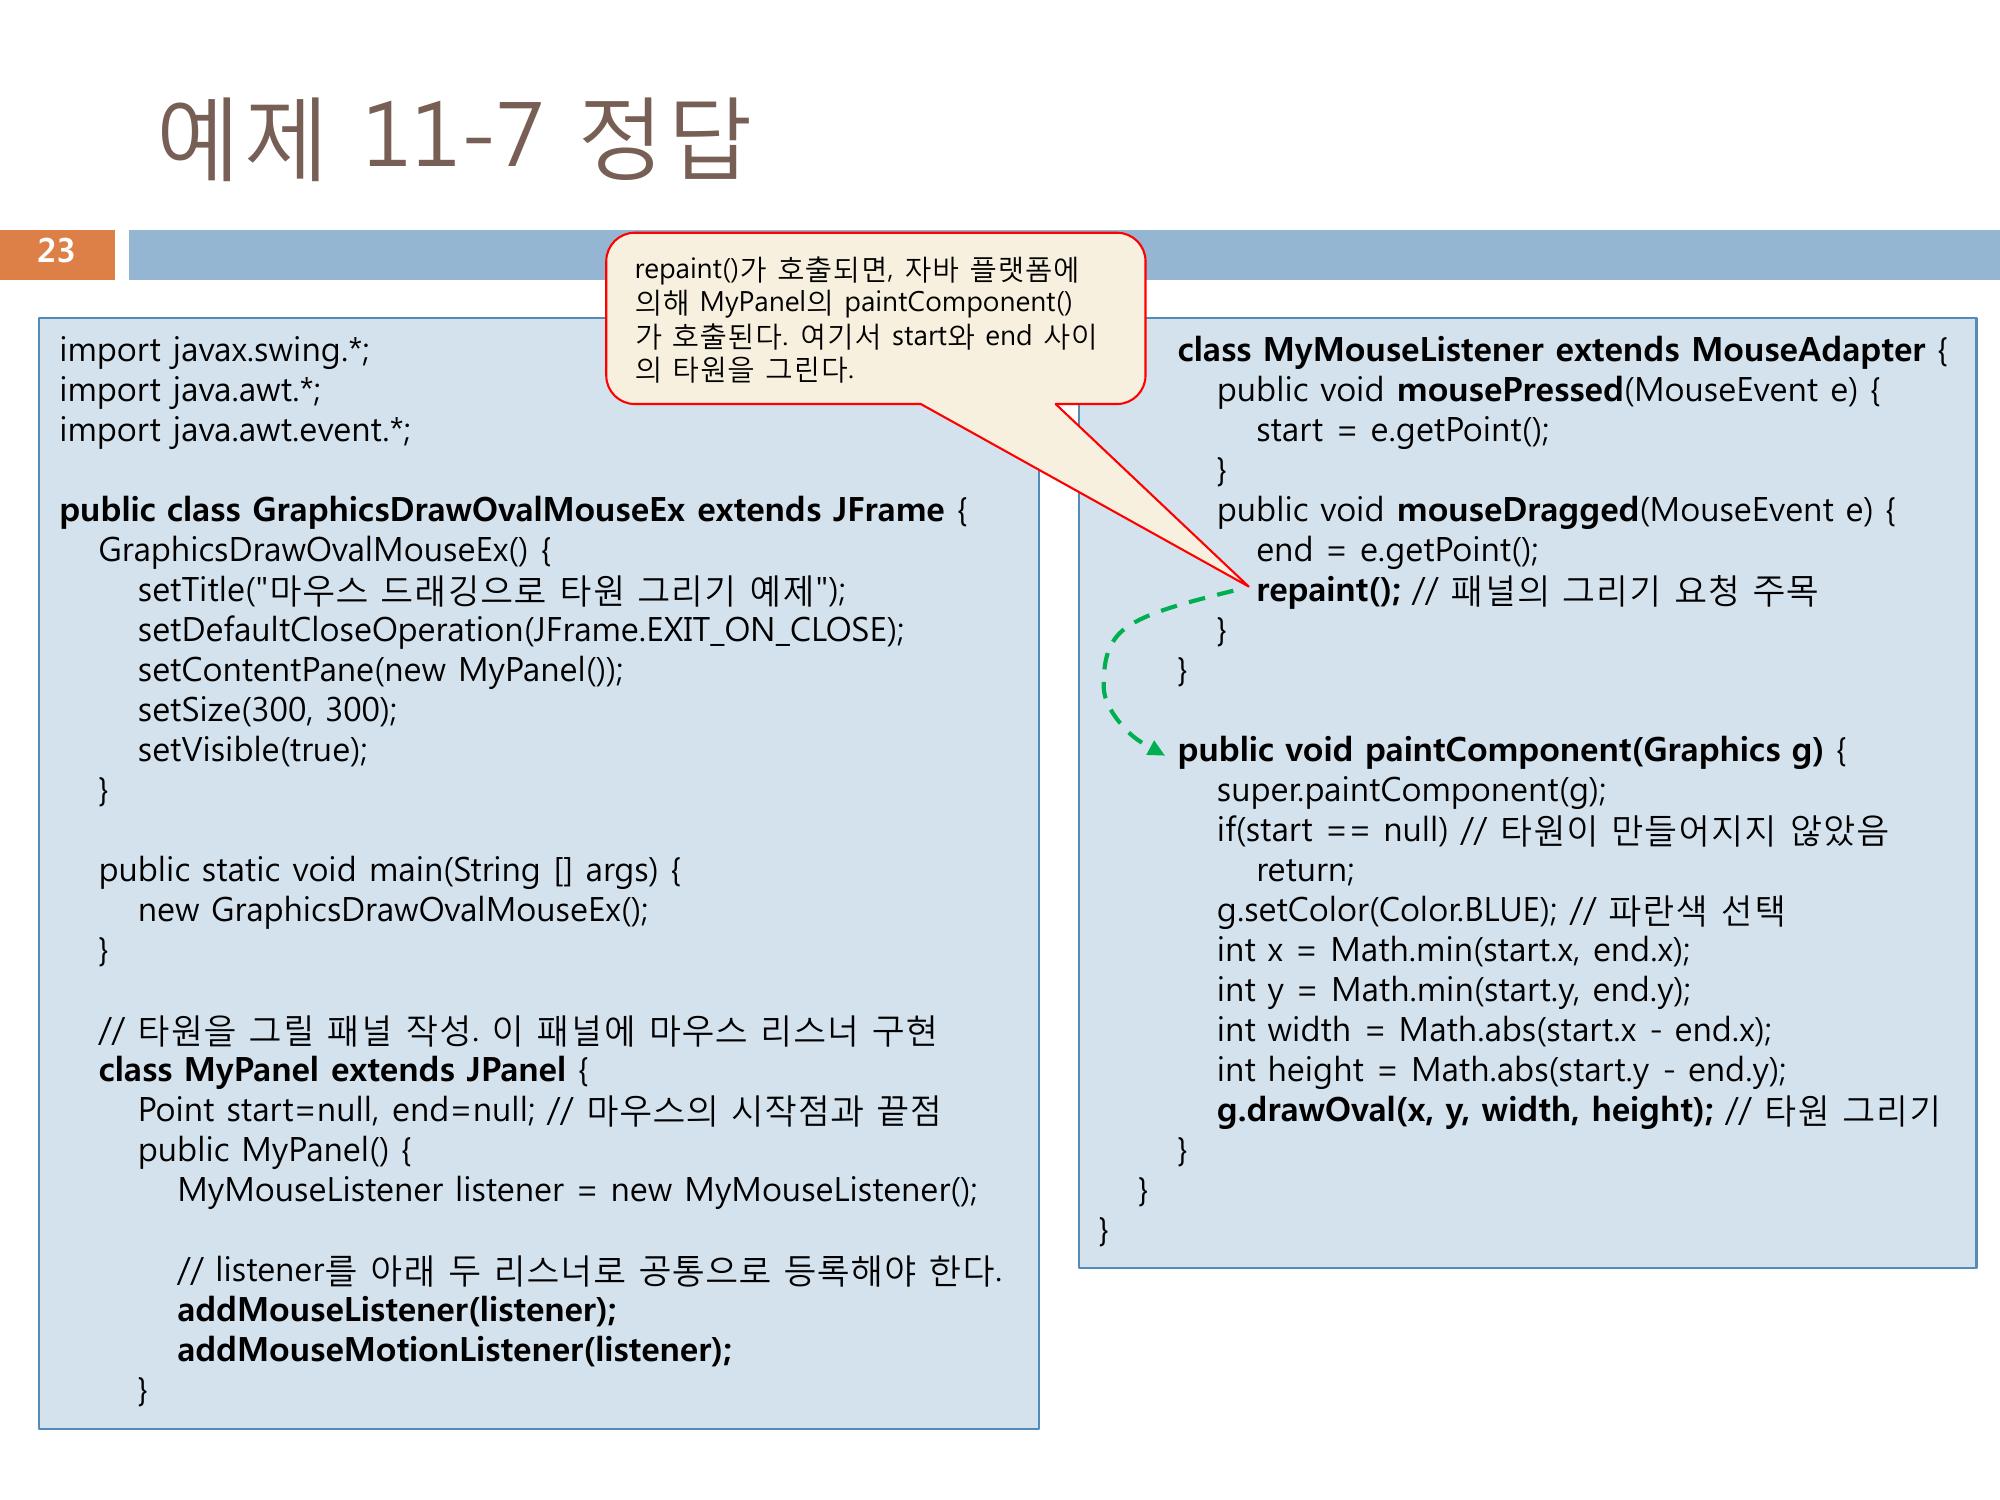 예제 11-7 정답
23
repaint()가 호출되면, 자바 플랫폼에
의해 MyPanel의 paintComponent()
가 호출된다. 여기서 start와 end 사이
의 타원을 그린다.
import javax.swing.*;
import java.awt.*;
import java.awt.event.*;
public class GraphicsDrawOvalMouseEx extends JFrame {
GraphicsDrawOvalMouseEx() {
setTitle("마우스 드래깅으로 타원 그리기 예제");
setDefaultCloseOperation(JFrame.EXIT_ON_CLOSE);
setContentPane(new MyPanel());
setSize(300, 300);
setVisible(true);
}
public static void main(String [] args) {
new GraphicsDrawOvalMouseEx();
}
// 타원을 그릴 패널 작성. 이 패널에 마우스 리스너 구현
class MyPanel extends JPanel {
Point start=null, end=null; // 마우스의 시작점과 끝점
public MyPanel() {
MyMouseListener listener = new MyMouseListener();
// listener를 아래 두 리스너로 공통으로 등록해야 한다.
addMouseListener(listener);
addMouseMotionListener(listener);
}
class MyMouseListener extends MouseAdapter {
public void mousePressed(MouseEvent e) {
start = e.getPoint();
}
public void mouseDragged(MouseEvent e) {
end = e.getPoint();
repaint(); // 패널의 그리기 요청 주목
}
}
public void paintComponent(Graphics g) {
super.paintComponent(g);
if(start == null) // 타원이 만들어지지 않았음
return;
g.setColor(Color.BLUE); // 파란색 선택
int x = Math.min(start.x, end.x);
int y = Math.min(start.y, end.y);
int width = Math.abs(start.x - end.x);
int height = Math.abs(start.y - end.y);
g.drawOval(x, y, width, height); // 타원 그리기
}
}
}